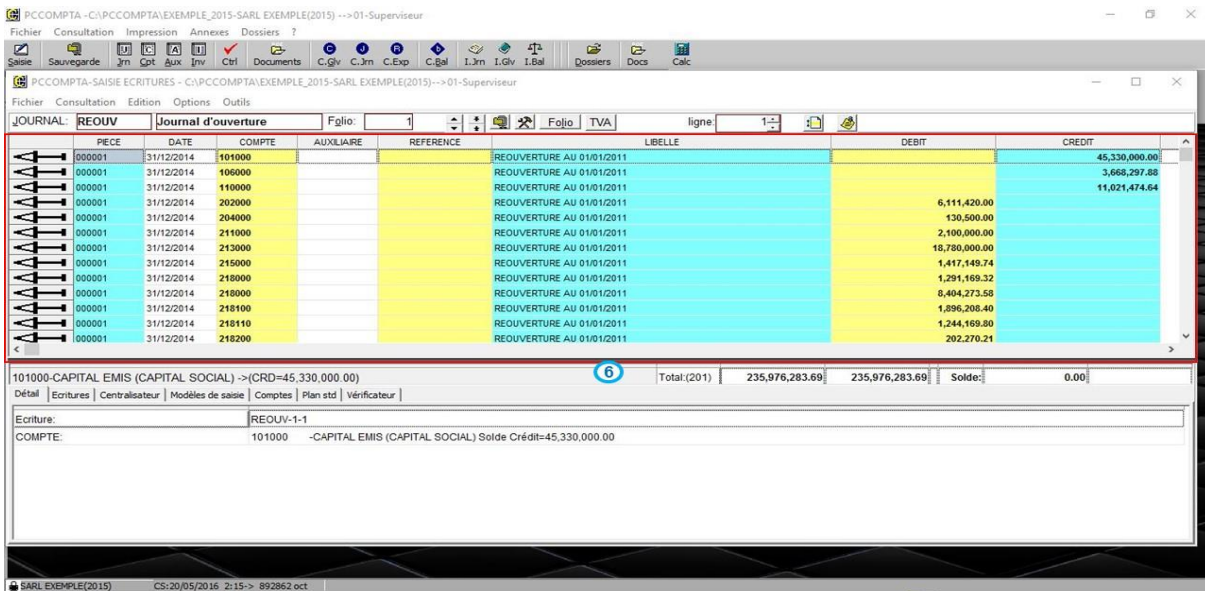 PCCOMPTA -C:\PCCOMPTA\EXEMPLE_2015-SARL EXEMPLE(2015) -->01-Superviseur
Fichier Consultation Impression Annexes Dossiers ?
U C A I
C J R ◆
Saisie Sauvegarde Jrn Cpt Aux Inv Ctrl Documents C.Glv C.Jrn C.Exp C.Bal I.Jrn I.Glv I.Bal Dossiers Docs Calc
PCCOMPTA-SAISIE ECRITURES - C:\PCCOMPTA\EXEMPLE_2015-SARL EXEMPLE(2015)-->01-Superviseur
Fichier Consultation Edition Options Outils
JOURNAL: REOUV Journal d'ouverture Folio: 1 Folio TVA ligne: 1
PIECE DATE COMPTE AUXILIAIRE REFERENCE LIBELLE DEBIT CREDIT
000001 31/12/2014 101000 REOUVERTURE AU 01/01/2011 45,330,000.00
000001 31/12/2014 106000 REOUVERTURE AU 01/01/2011 3,668,297.88
000001 31/12/2014 110000 REOUVERTURE AU 01/01/2011 11,021,474.64
000001 31/12/2014 202000 REOUVERTURE AU 01/01/2011 6,111,420.00
000001 31/12/2014 204000 REOUVERTURE AU 01/01/2011 130,500.00
000001 31/12/2014 211000 REOUVERTURE AU 01/01/2011 2,100,000.00
000001 31/12/2014 213000 REOUVERTURE AU 01/01/2011 18,780,000.00
000001 31/12/2014 215000 REOUVERTURE AU 01/01/2011 1,417,149.74
000001 31/12/2014 218000 REOUVERTURE AU 01/01/2011 1,291,169.32
000001 31/12/2014 218000 REOUVERTURE AU 01/01/2011 8,404,273.58
000001 31/12/2014 218100 REOUVERTURE AU 01/01/2011 1,896,208.40
000001 31/12/2014 218110 REOUVERTURE AU 01/01/2011 1,244,169.80
000001 31/12/2014 218200 REOUVERTURE AU 01/01/2011 202,270.21
6
101000-CAPITAL EMIS (CAPITAL SOCIAL) ->(CRD=45,330,000.00) Total:(201) 235,976,283.69 235,976,283.69 Solde: 0.00
Détail Ecritures Centralisateur Modèles de saisie Comptes Plan std Vérificateur
Ecriture: REOUV-1-1
COMPTE: 101000 -CAPITAL EMIS (CAPITAL SOCIAL) Solde Crédit=45,330,000.00
SARL EXEMPLE(2015) CS:20/05/2016 2:15-> 892862 oct